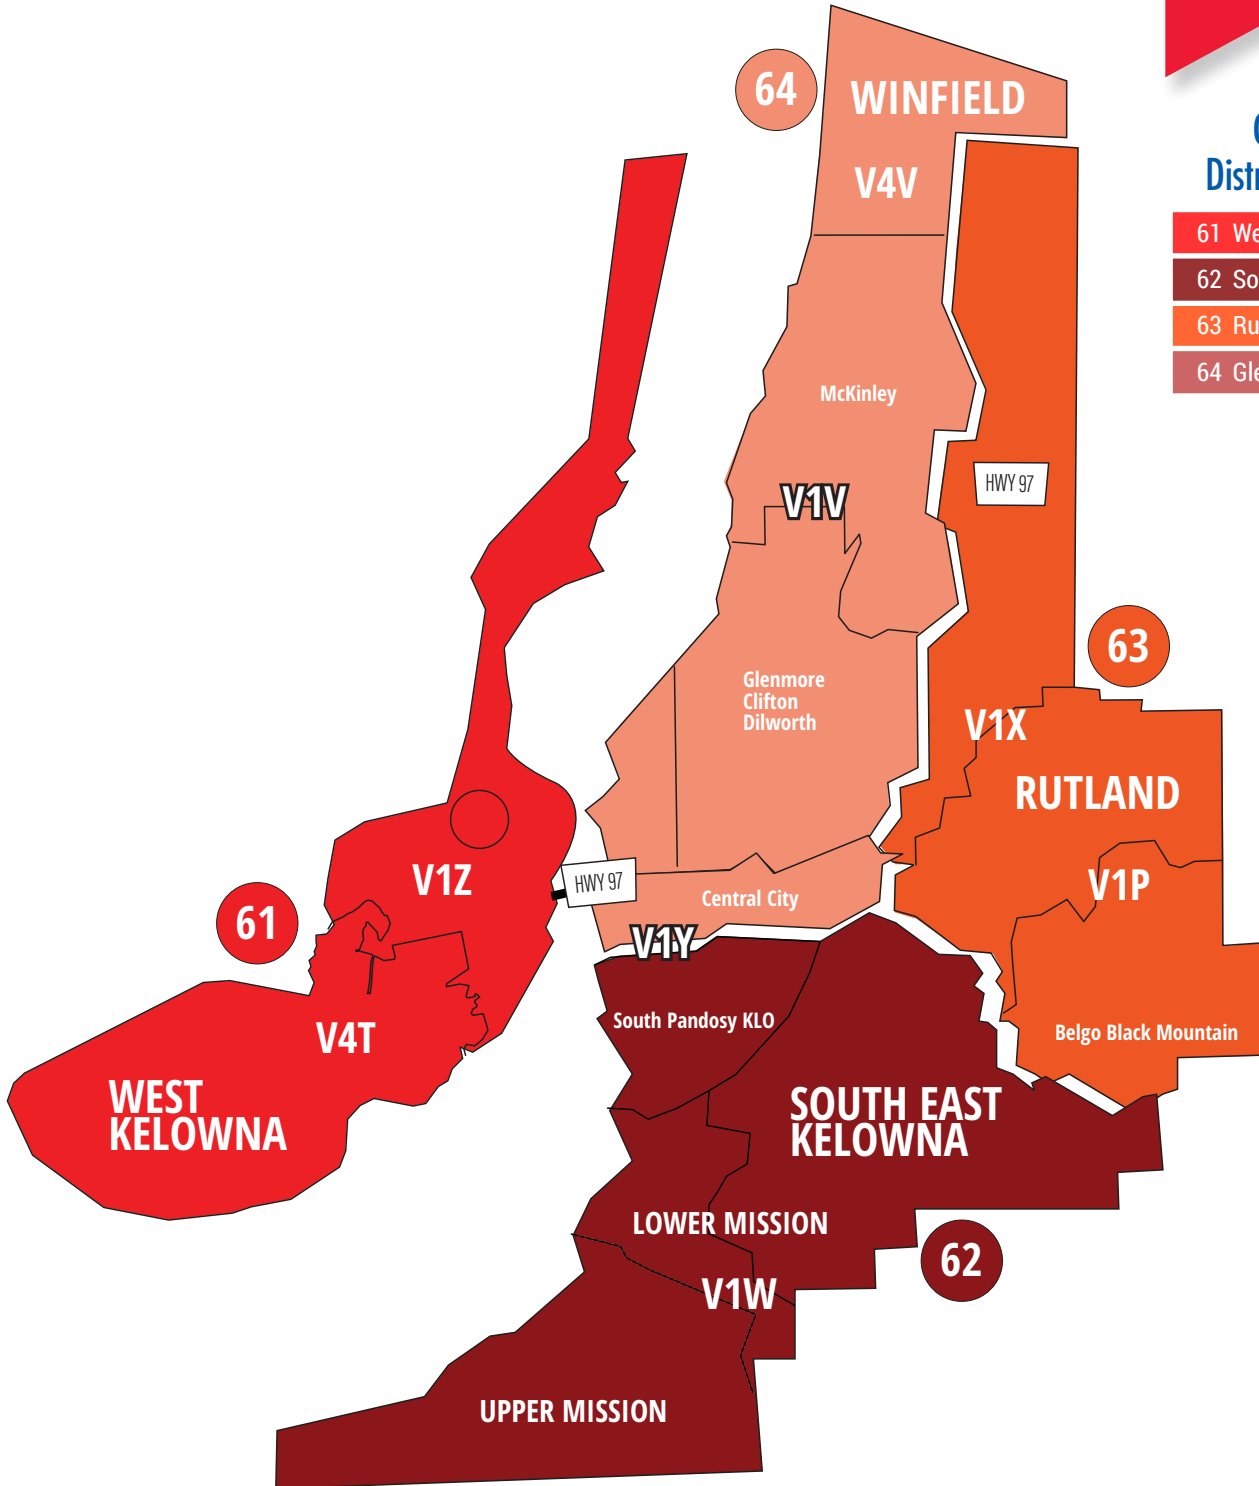 64
WINFIELD
V4V
Distr
61 We
62 So
63 Ru
64 Gle
McKinley
HWY 97
V1V
63
Glenmore
Clifton
Dilworth
V1X
RUTLAND
V1Z
HWY 97
Central City
V1P
61
V1Y
South Pandosy KLO
Belgo Black Mountain
V4T
WEST
KELOWNA
SOUTH EAST
KELOWNA
LOWER MISSION
62
V1W
UPPER MISSION